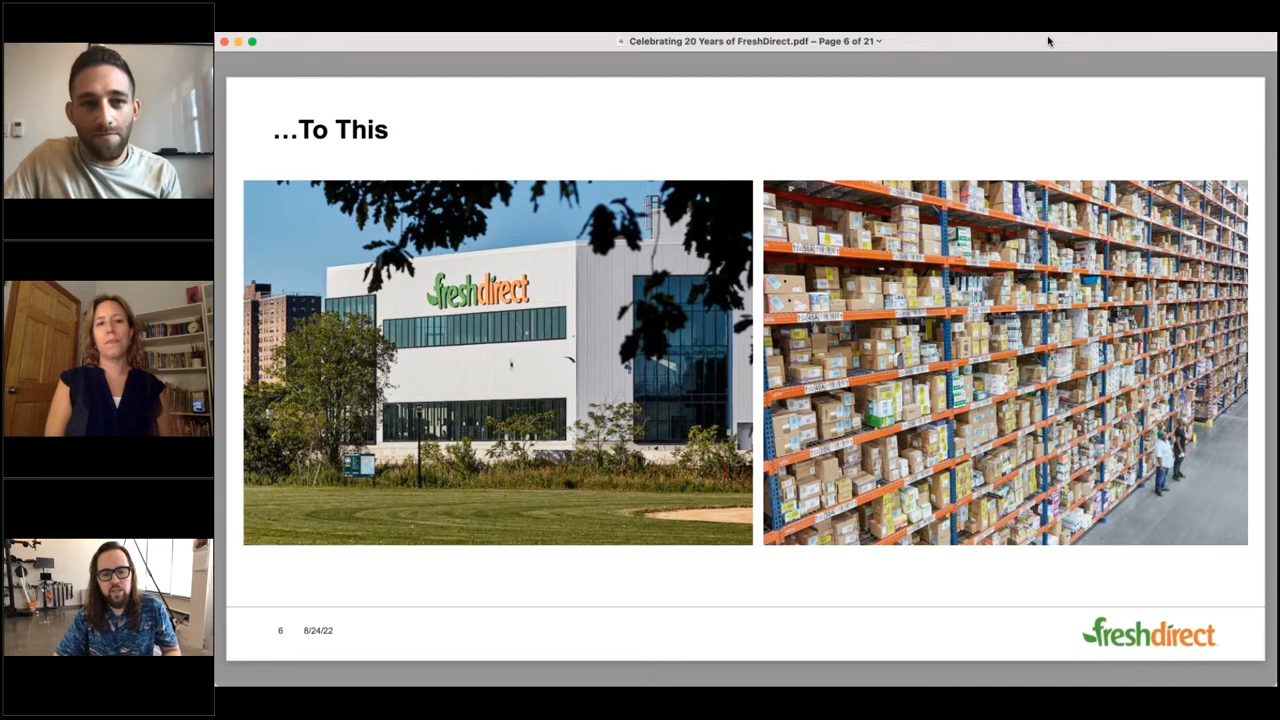 Celebrating 20 Years of FreshDirect.pdf – Page 6 of 21
...To This
freshdirect
6 8/24/22
freshdirect